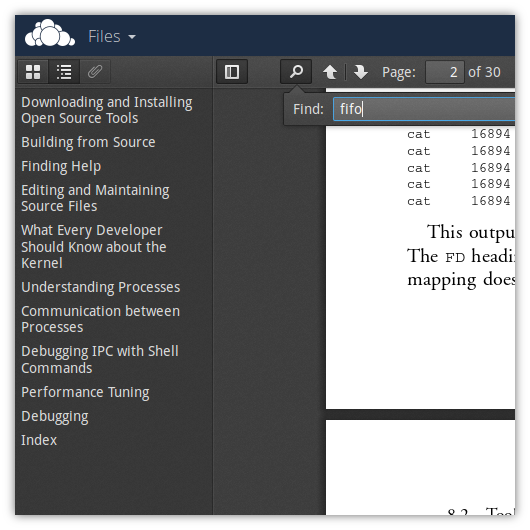 Files
Page: 2 of 30
Find: fifo
Downloading and Installing
Open Source Tools
Building from Source
Finding Help
Editing and Maintaining
Source Files
What Every Developer
Should Know about the
Kernel
Understanding Processes
Communication between
Processes
Debugging IPC with Shell
Commands
Performance Tuning
Debugging
Index
cat 16894
cat 16894
cat 16894
cat 16894
cat 16894
This outpu
The FD headi
mapping does
8.2